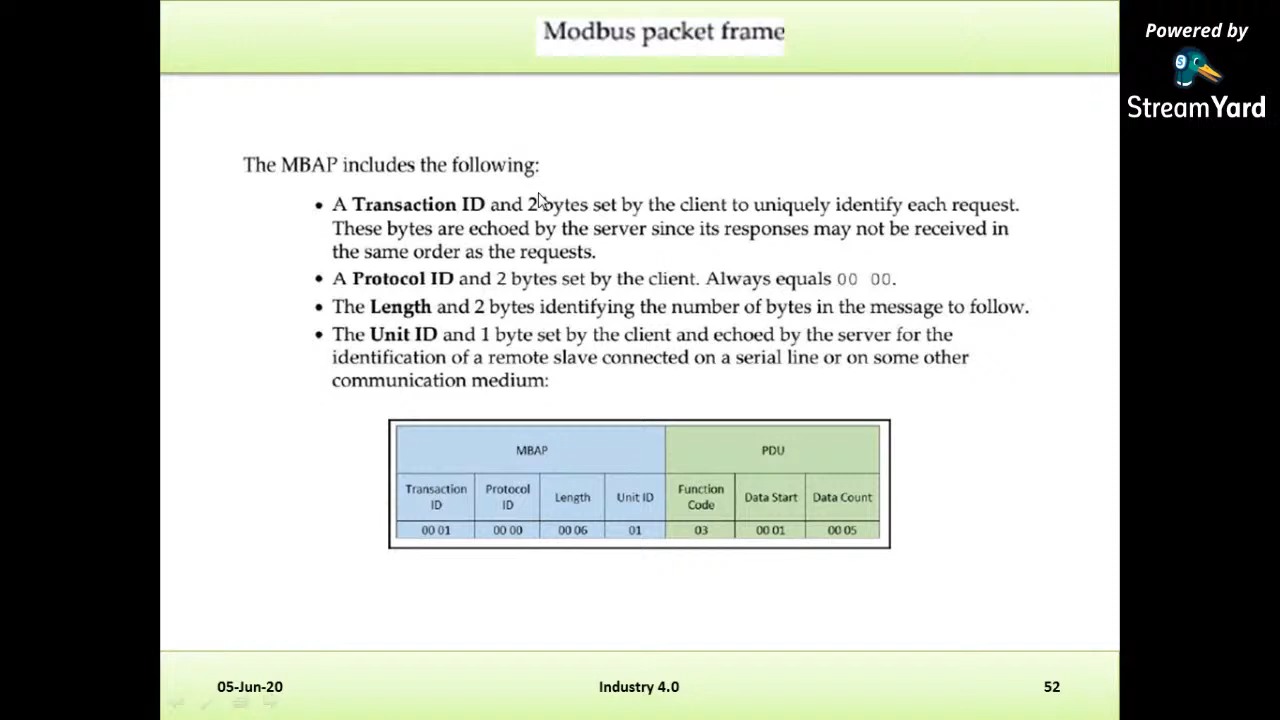 Modbus packet frame
Powered by
S
StreamYard
The MBAP includes the following:
• A Transaction ID and 2 bytes set by the client to uniquely identify each request.
These bytes are echoed by the server since its responses may not be received in
the same order as the requests.
• A Protocol ID and 2 bytes set by the client. Always equals 00 00.
• The Length and 2 bytes identifying the number of bytes in the message to follow.
• The Unit ID and 1 byte set by the client and echoed by the server for the
identification of a remote slave connected on a serial line or on some other
communication medium:
MBAP PDU
Transaction ID Protocol ID Length Unit ID Function Code Data Start Data Count
00 01 00 00 00 06 01 03 00 01 00 05
05-Jun-20 Industry 4.0 52